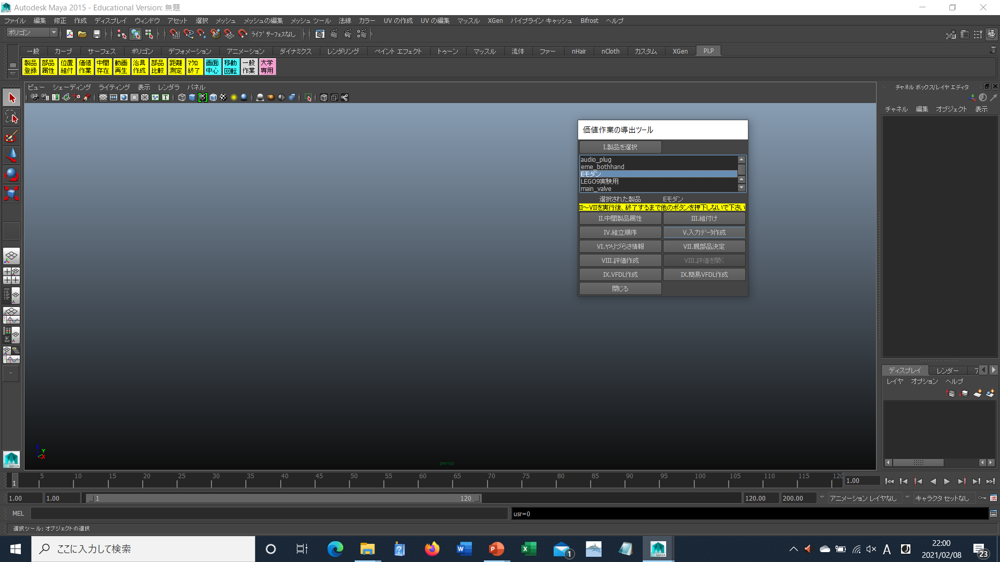 Autodesk Maya 2015 - Educational Version: 無題
ファイル 編集 修正 作成 ディスプレイ ウィンドウ アセット 選択 メッシュ メッシュの編集 メッシュ ツール 法線 カラー UV の作成 UV の編集 マッスル XGen パイプライン キャッシュ Bifrost ヘルプ
ポリゴン ライブ サーフェスなし
一般 カーブ サーフェス ポリゴン デフォメーション アニメーション ダイナミクス レンダリング ペイント エフェクト トゥーン マッスル 流体 ファー nHair nCloth カスタム XGen PLP
製品 部品 位置 価値 中間 動画 治具 部品 距離 マクロ 画面 移動 一般 大学
登録 属性 組付 作業 存在 再生 作成 比較 測定 終了 中心 回転 作業 専用
ビュー シェーディング ライティング 表示 レンダラ パネル
チャネル ボックス/レイヤ エディタ
チャネル 編集 オブジェクト 表示
価値作業の導出ツール
I.製品を選択
audio_plug
eme_bothhand
Eモダン
LEGO9実験用
main_valve
選択された製品 Eモダン
II～VIIを実行後、終了するまで他のボタンを押下しないで下さい
II.中間製品属性 III.組付け
IV.組立順序 V.入力データ作成
VI.やりづらさ情報 VII.親部品決定
VIII.評価作成 VIII.評価を開く
IX.VFDL作成 IX.簡易VFDL作成
閉じる
ディスプレイ レンダー
レイヤ オプション ヘルプ
Y
X
persp
1 5 10 15 20 25 30 35 40 45 50 55 60 65 70 75 80 85 90 95 100 105 110 115 120 1.00
1.00 1.00 1 120 120.00 200.00 アニメーション レイヤなし キャラクタ セットなし
MEL usr=0
選択ツール: オブジェクトの選択
ここに入力して検索
1
A
22:00
2021/02/08
23
MAYA